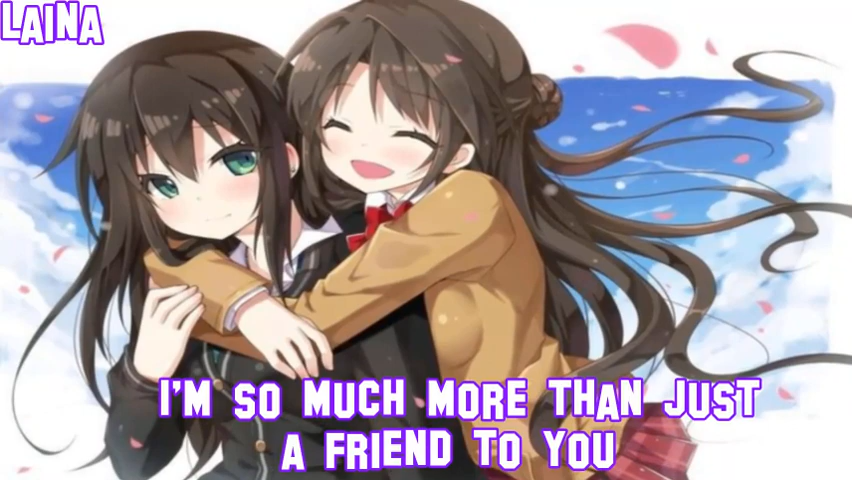 LAINA
I'M SO MUCH MORE THAN JUST
A FRIEND TO YOU